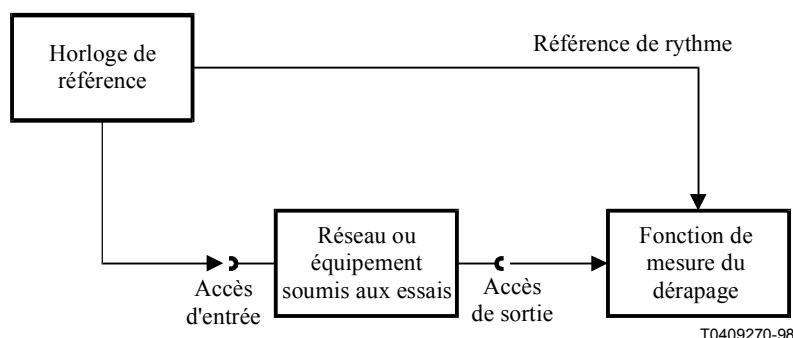 Horloge de
référence
Référence de rythme
Réseau ou
équipement
soumis aux essais
Fonction de
mesure du
dérapage
Accès
d'entrée
Accès
de sortie
T0409270-98